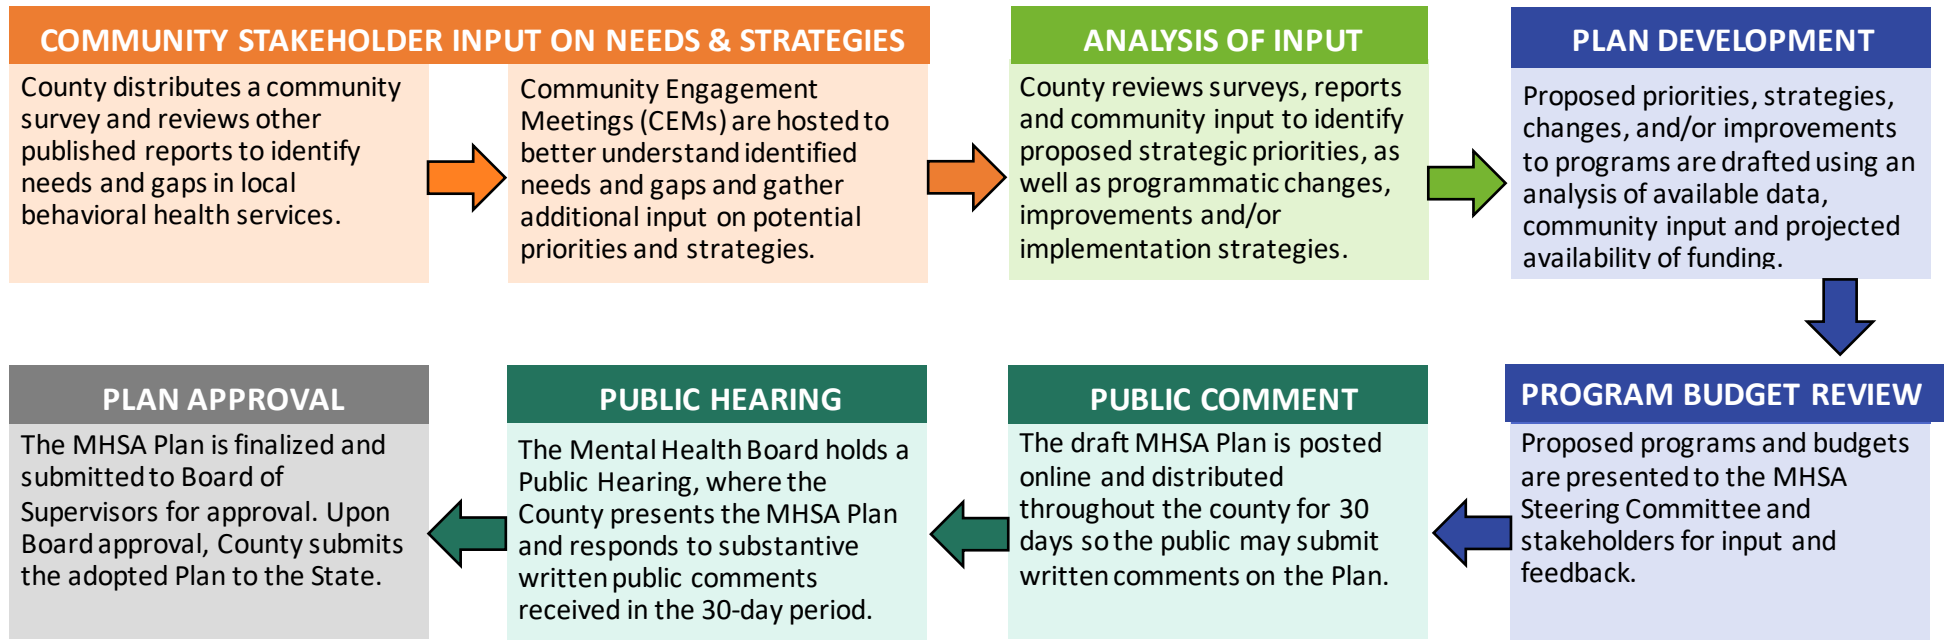 COMMUNITY STAKEHOLDER INPUT ON NEEDS & STRATEGIES
County distributes a community
survey and reviews other
published reports to identify
needs and gaps in local
behavioral health services.
Community Engagement
Meetings (CEMs) are hosted to
better understand identified
needs and gaps and gather
additional input on potential
priorities and strategies.
ANALYSIS OF INPUT
County reviews surveys, reports
and community input to identify
proposed strategic priorities, as
well as programmatic changes,
improvements and/or
implementation strategies.
PLAN DEVELOPMENT
Proposed priorities, strategies,
changes, and/or improvements
to programs are drafted using an
analysis of available data,
community input and projected
availability of funding.
PROGRAM BUDGET REVIEW
Proposed programs and budgets
are presented to the MHSA
Steering Committee and
stakeholders for input and
feedback.
PUBLIC COMMENT
The draft MHSA Plan is posted
online and distributed
throughout the county for 30
days so the public may submit
written comments on the Plan.
PUBLIC HEARING
The Mental Health Board holds a
Public Hearing, where the
County presents the MHSA Plan
and responds to substantive
written public comments
received in the 30-day period.
PLAN APPROVAL
The MHSA Plan is finalized and
submitted to Board of
Supervisors for approval. Upon
Board approval, County submits
the adopted Plan to the State.